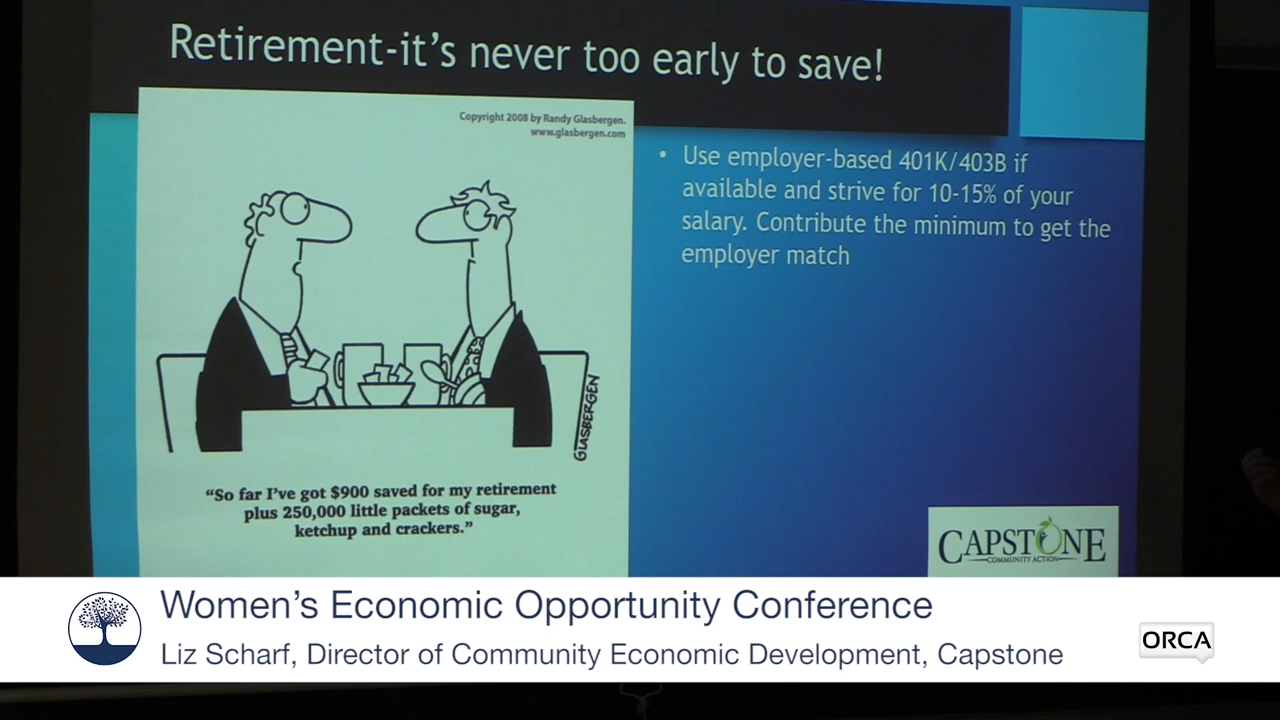 Retirement-it's never too early to save!
Copyright 2008 by Randy Glasbergen.
www.glasbergen.com
• Use employer-based 401K/403B if
available and strive for 10-15% of your
salary. Contribute the minimum to get the
employer match
GLASBERGEN
“So far I've got $900 saved for my retirement
plus 250,000 little packets of sugar,
ketchup and crackers.”
CAPSTONE
COMMUNITY ACTION
Women's Economic Opportunity Conference
Liz Scharf, Director of Community Economic Development, Capstone
ORCA